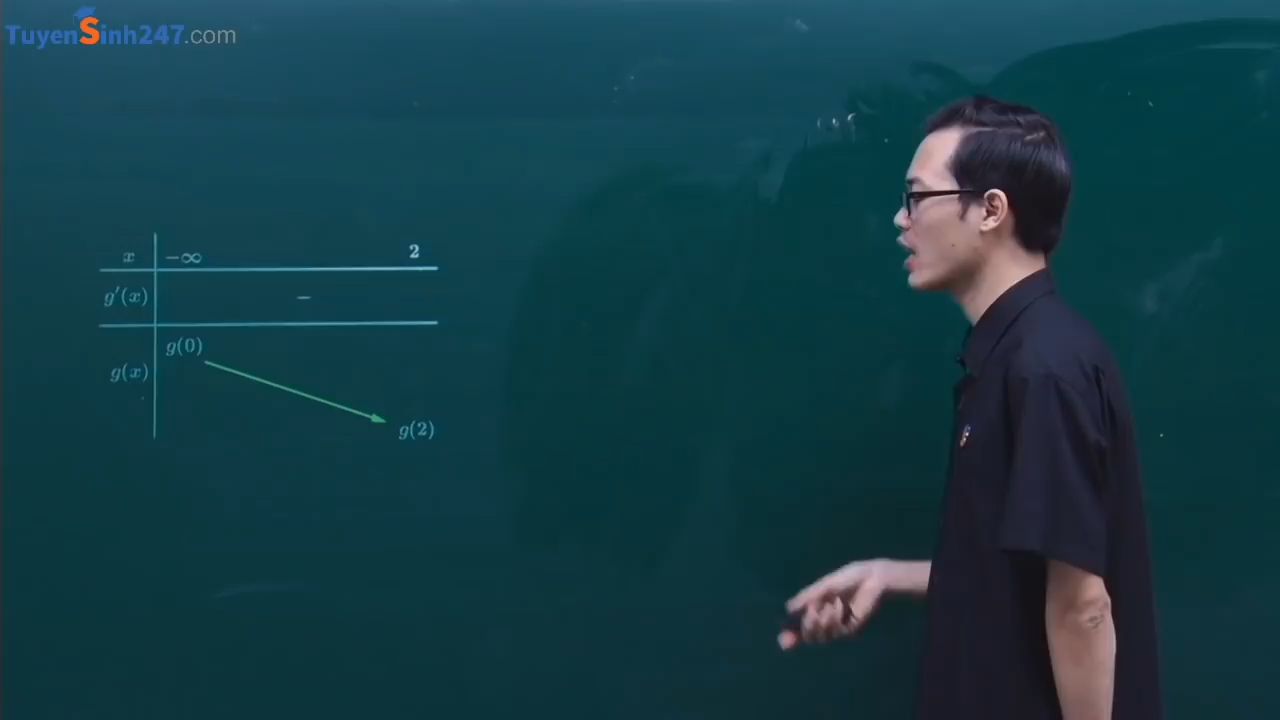 TuyenSinh247.com
x −∞ 2
g′(x) −
g(0)
g(x)
g(2)